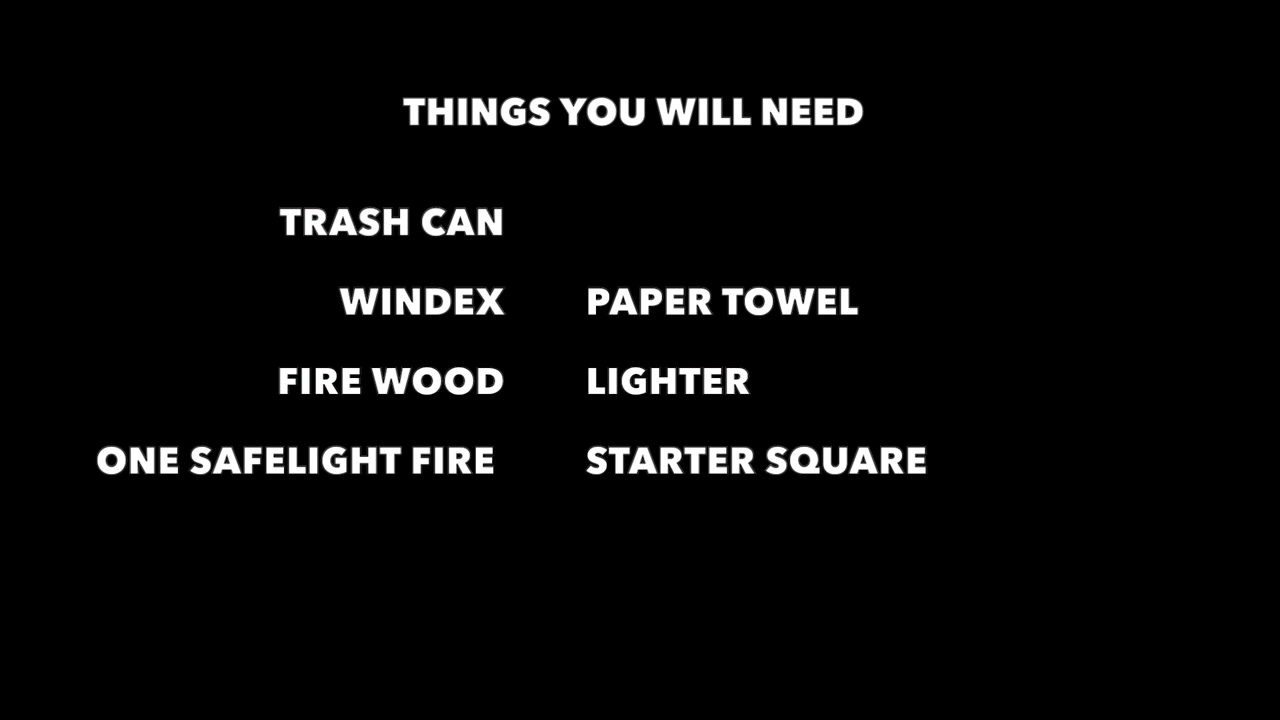 THINGS YOU WILL NEED
TRASH CAN
WINDEX PAPER TOWEL
FIRE WOOD LIGHTER
ONE SAFELIGHT FIRE STARTER SQUARE